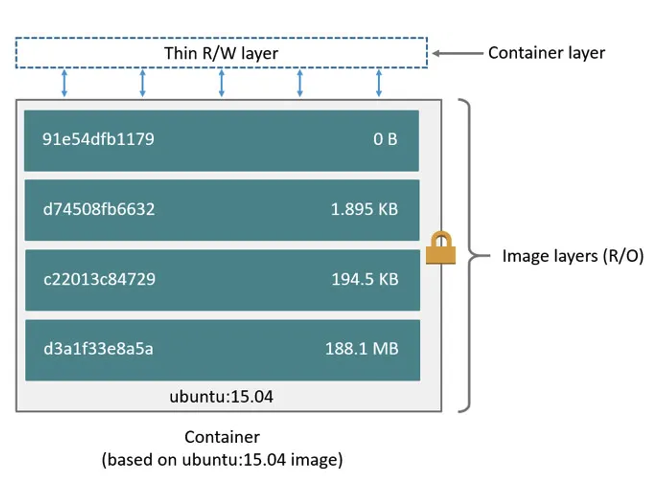 Thin R/W layer
Container layer
91e54dfb1179 0 B
d74508fb6632 1.895 KB
c22013c84729 194.5 KB
d3a1f33e8a5a 188.1 MB
Image layers (R/O)
ubuntu:15.04
Container
(based on ubuntu:15.04 image)